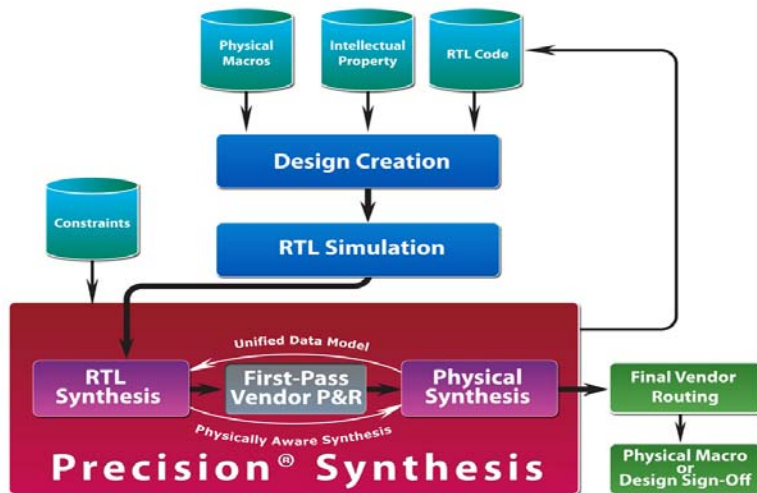 Physical
Macros
Intellectual
Property
RTL Code
Design Creation
Constraints
RTL Simulation
Unified Data Model
RTL
Synthesis
First-Pass
Vendor P&R
Physical
Synthesis
Final Vendor
Routing
Physically Aware Synthesis
Physical Macro
or
Design Sign-Off
Precision® Synthesis